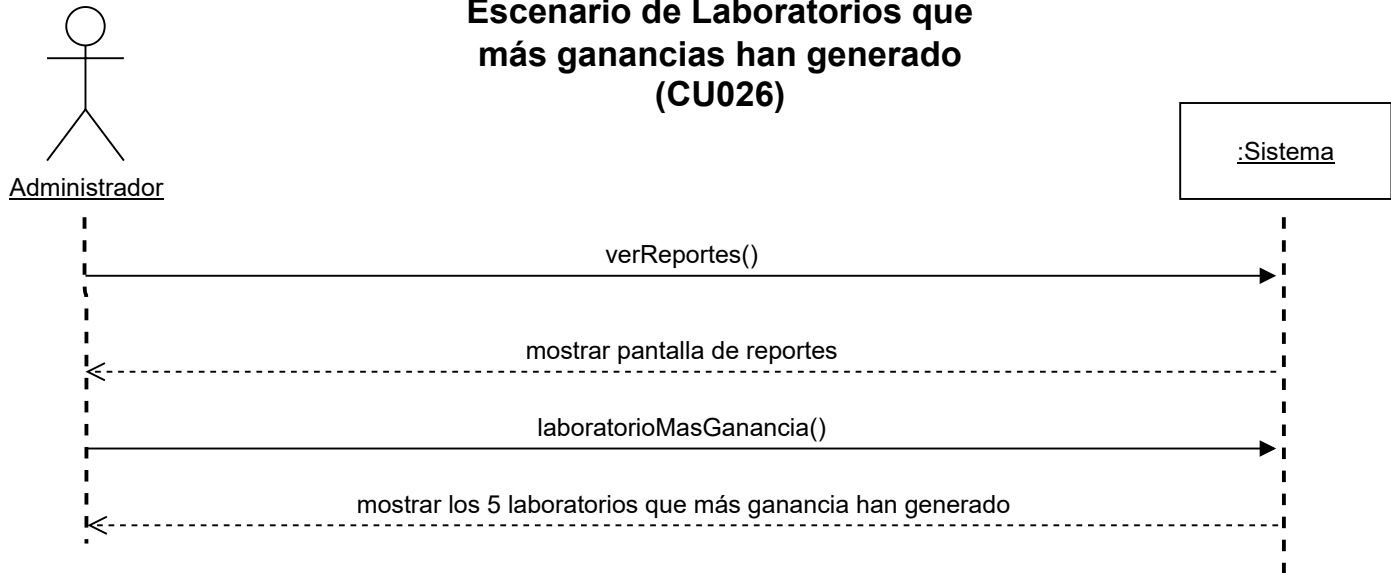 Escenario de Laboratorios que
más ganancias han generado
(CU026)
:Sistema
Administrador
verReportes()
mostrar pantalla de reportes
laboratorioMasGanancia()
mostrar los 5 laboratorios que más ganancia han generado